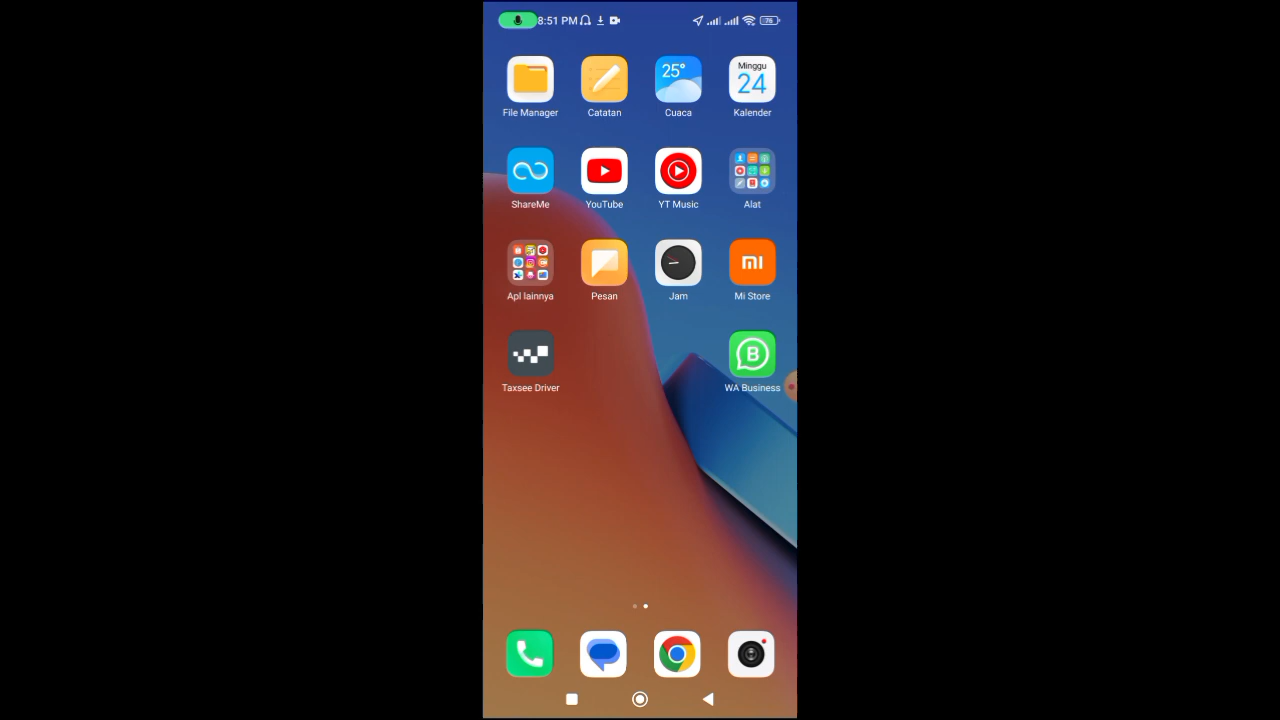 8:51 PM
76
File Manager
Catatan
25°
Cuaca
Minggu
24
Kalender
ShareMe
YouTube
YT Music
Alat
Apl lainnya
Pesan
Jam
Mi Store
Taxsee Driver
B
WA Business